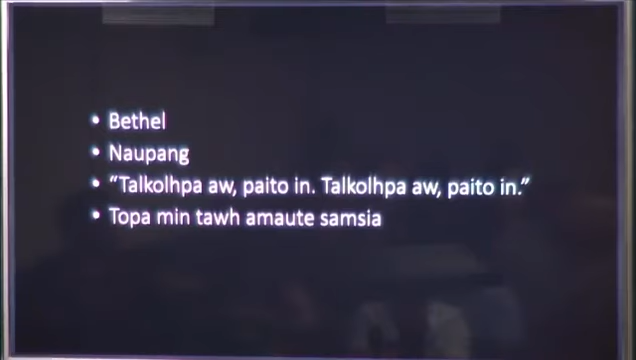 • Bethel
• Naupang
• “Talkolhpa aw, paito in. Talkolhpa aw, paito in.”
• Topa min tawh amaute samsia